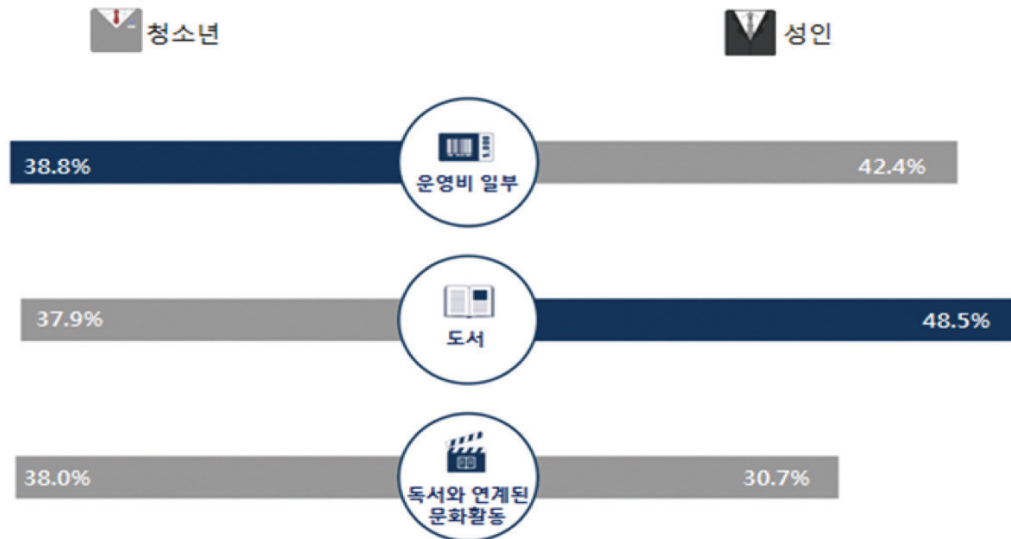 청소년
성인
38.8%
운영비 일부
42.4%
37.9%
도서
48.5%
38.0%
독서와 연계된
문화활동
30.7%